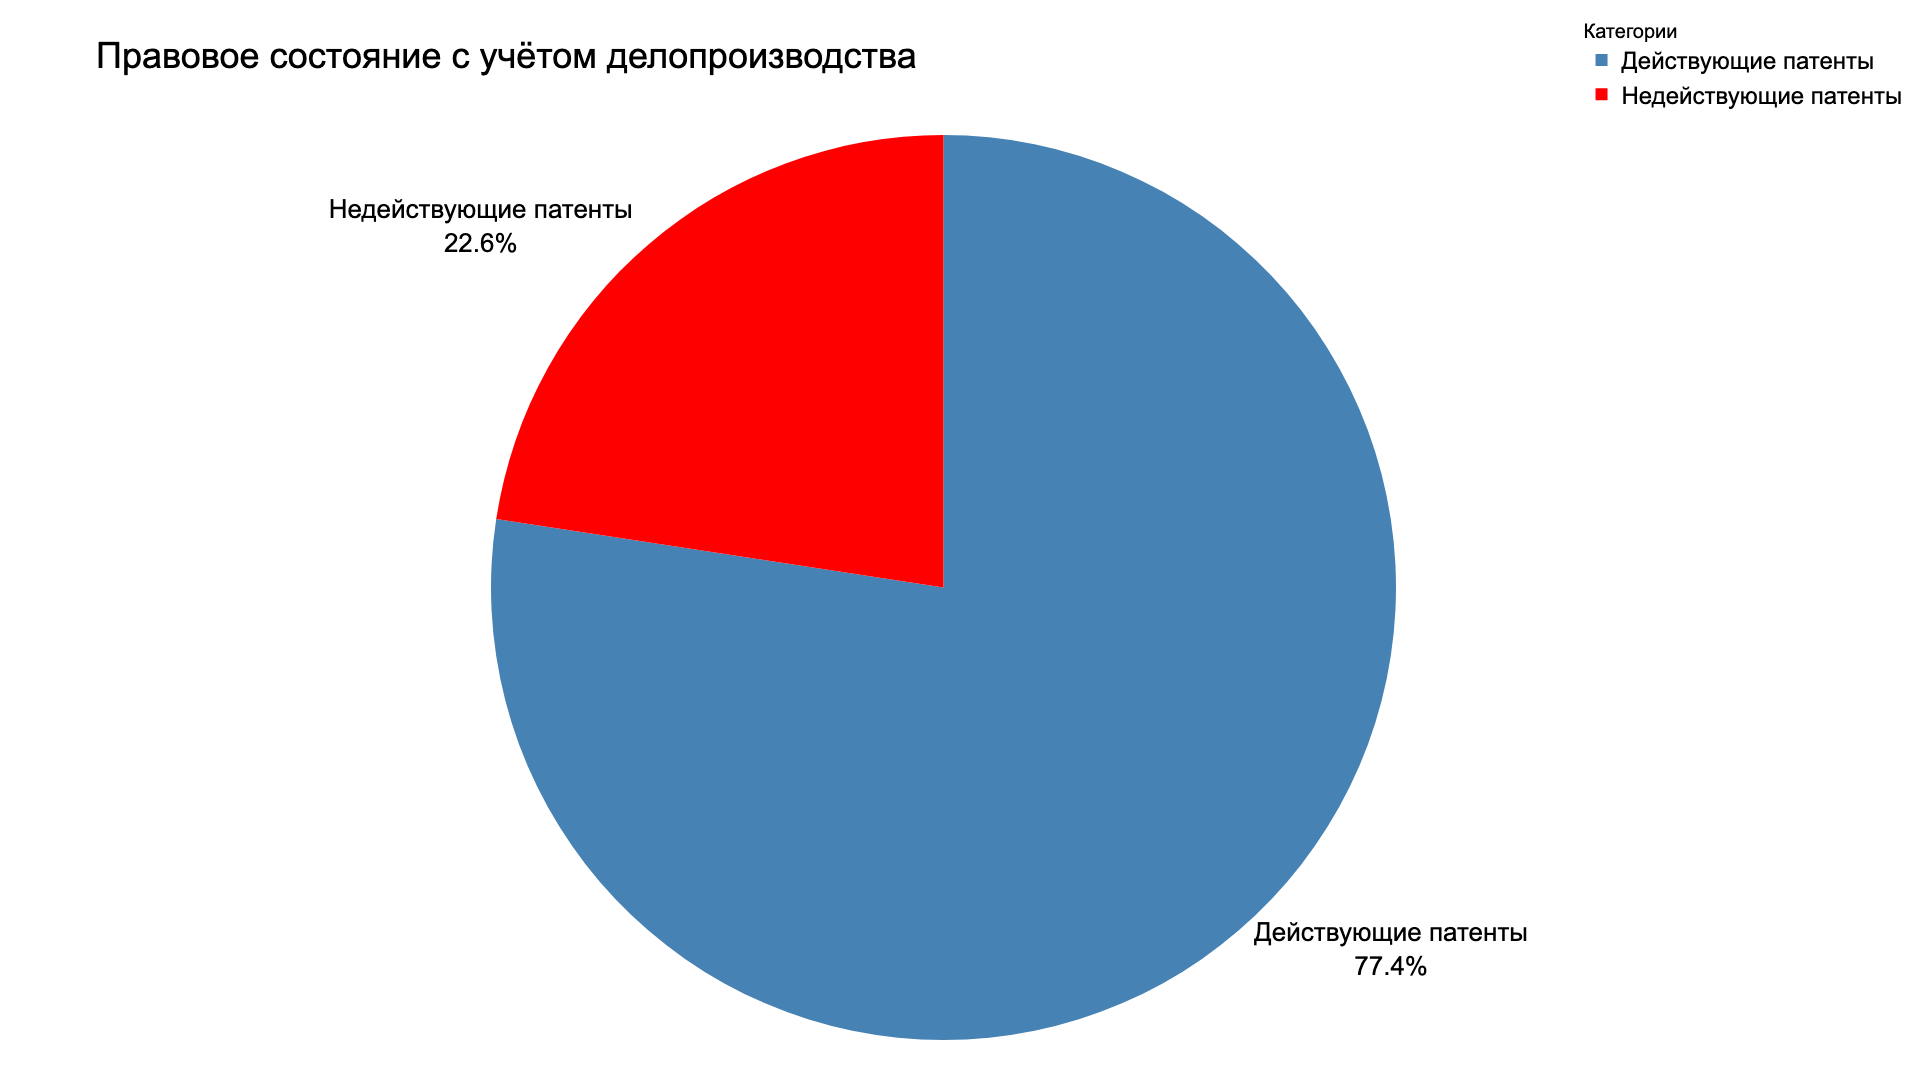 Правовое состояние с учётом делопроизводства
Категории
Действующие патенты
Недействующие патенты
Недействующие патенты
22.6%
Действующие патенты
77.4%